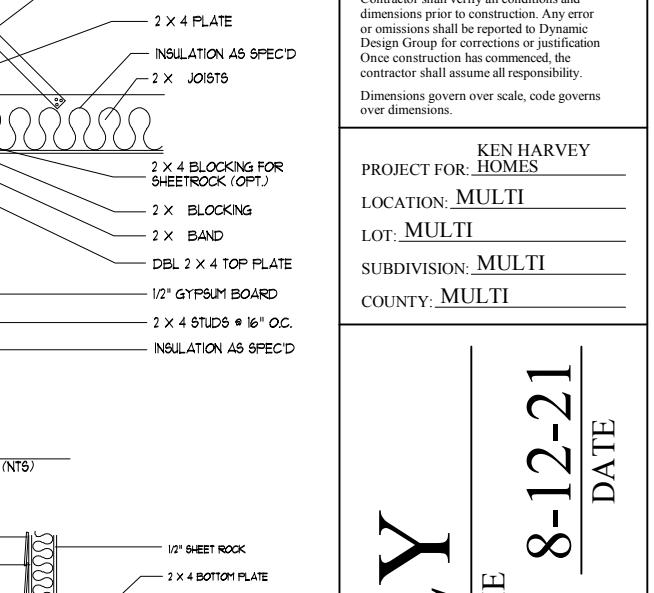 2 X 4 PLATE
INSULATION AS SPEC'D
2 X JOISTS
2 X 4 BLOCKING FOR
SHEETROCK (OPT.)
2 X BLOCKING
2 X BAND
DBL 2 X 4 TOP PLATE
1/2" GYPSUM BOARD
2 X 4 STUDS @ 16" O.C.
INSULATION AS SPEC'D
(NTS)
1/2" SHEET ROCK
2 X 4 BOTTOM PLATE
Contractor shall verify all conditions and
dimensions prior to construction. Any error
or omissions shall be reported to Dynamic
Design Group for corrections or justification
Once construction has commenced, the
contractor shall assume all responsibility.
Dimensions govern over scale, code governs
over dimensions.
PROJECT FOR: KEN HARVEY
HOMES
LOCATION: MULTI
LOT: MULTI
SUBDIVISION: MULTI
COUNTY: MULTI
8-12-21
DATE
Y